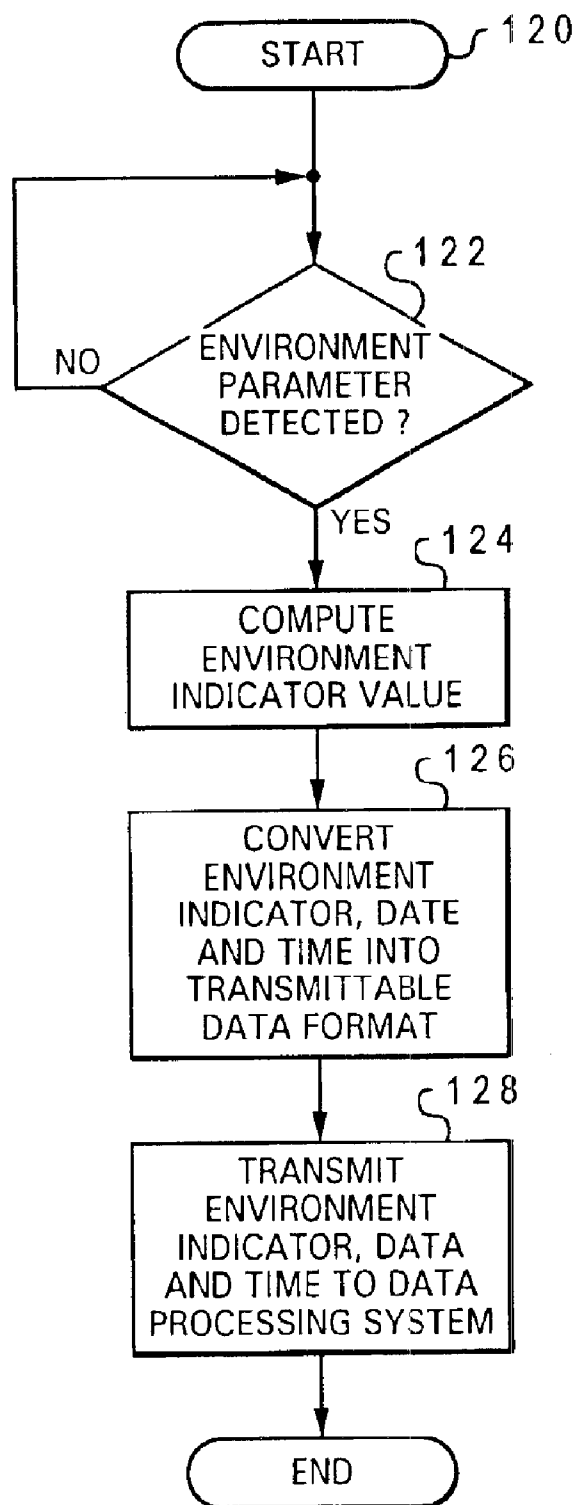 START
120
122
ENVIRONMENT
PARAMETER
DETECTED ?
NO
YES
124
COMPUTE
ENVIRONMENT
INDICATOR VALUE
126
CONVERT
ENVIRONMENT
INDICATOR, DATE
AND TIME INTO
TRANSMITTABLE
DATA FORMAT
128
TRANSMIT
ENVIRONMENT
INDICATOR, DATA
AND TIME TO DATA
PROCESSING SYSTEM
END